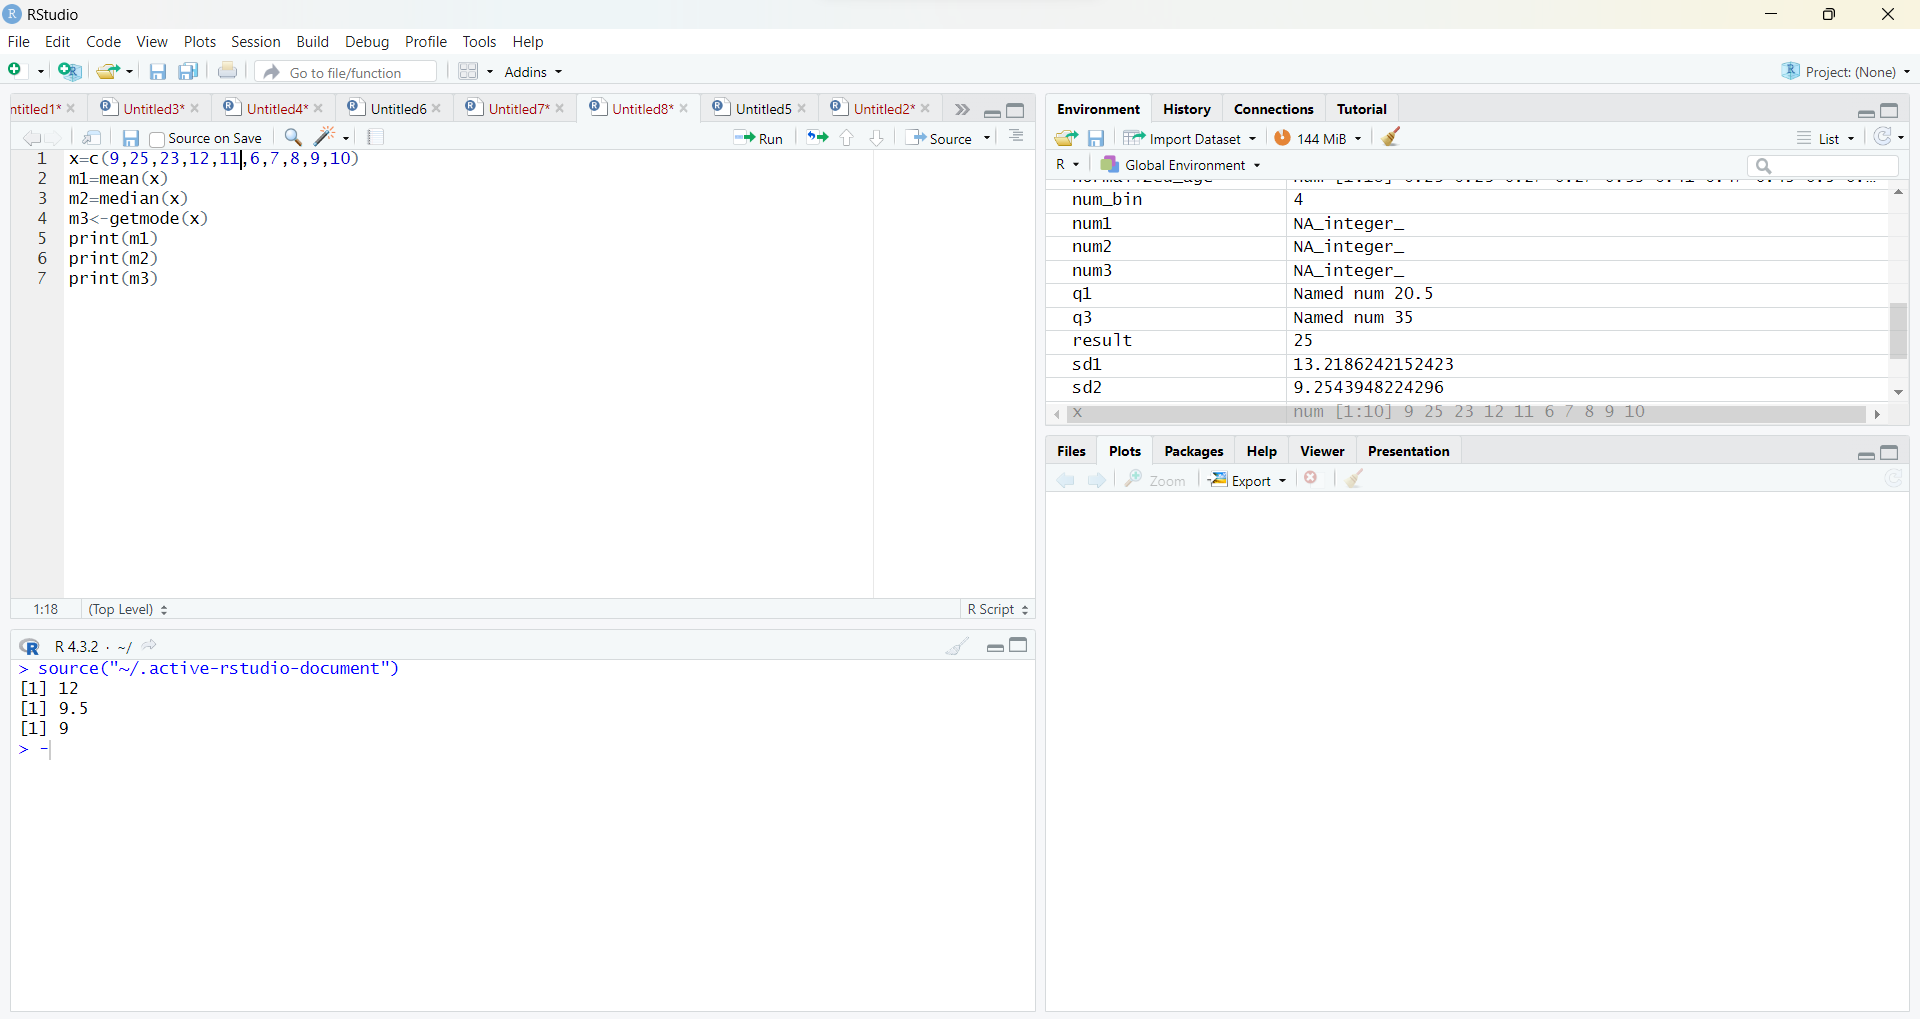 RStudio
File Edit Code View Plots Session Build Debug Profile Tools Help
Go to file/function Addins Project: (None)
ntitled1* Untitled3* Untitled4* Untitled6 Untitled7* Untitled8* Untitled5 Untitled2*
Source on Save Run Source
1 x=c(9,25,23,12,11,6,7,8,9,10)
2 m1=mean(x)
3 m2=median(x)
4 m3<-getmode(x)
5 print(m1)
6 print(m2)
7 print(m3)
1:18 (Top Level) R Script
R 4.3.2 · ~/
> source("~/.active-rstudio-document")
[1] 12
[1] 9.5
[1] 9
> -
Environment History Connections Tutorial
Import Dataset 144 MiB List
R Global Environment
num_bin 4
num1 NA_integer_
num2 NA_integer_
num3 NA_integer_
q1 Named num 20.5
q3 Named num 35
result 25
sd1 13.2186242152423
sd2 9.2543948224296
x num [1:10] 9 25 23 12 11 6 7 8 9 10
Files Plots Packages Help Viewer Presentation
Zoom Export